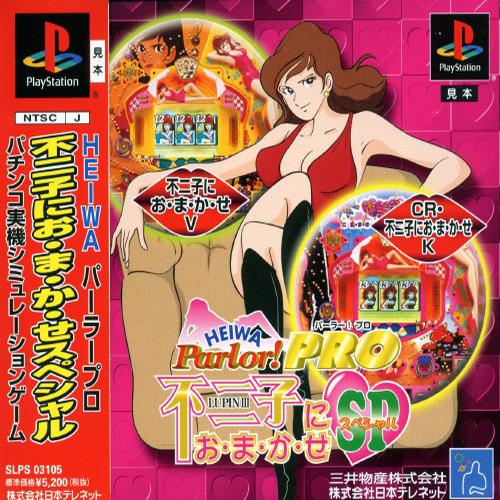 PlayStation
見本
NTSC J
HEIWA パーラープロ
不二子にお・ま・か・せスペシャル
パチンコ実機シミュレーションゲーム
SLPS 03105
標準価格¥5,200(税抜)
株式会社日本テレネット
PlayStation
見本
不二子に
お・ま・か・せ
V
CR・
不二子におまかせ
K
HEIWA
パーラー!プロ
Parlor! PRO
LUPIN III
不二子に
お・ま・か・せ
スペシャル
SP
三井物産株式会社
株式会社日本テレネット